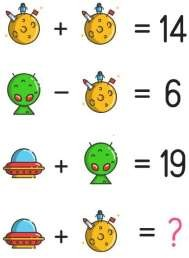 + = 14
- = 6
+ = 19
+ = ?